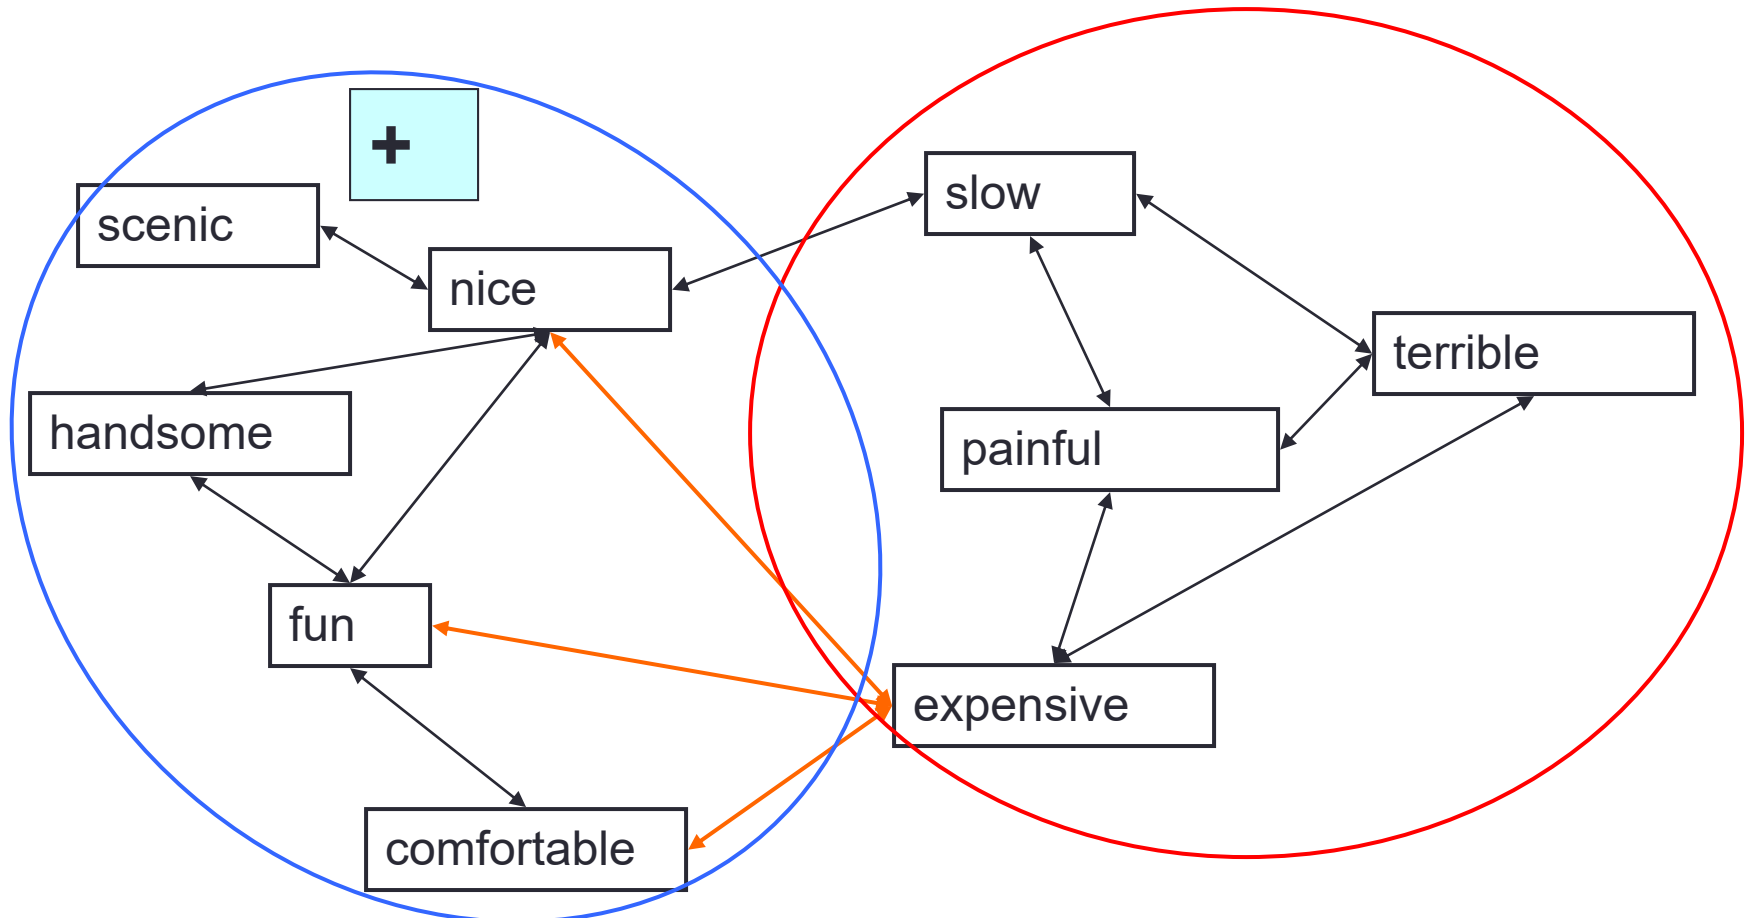 +
scenic
nice
handsome
fun
comfortable
slow
terrible
painful
expensive